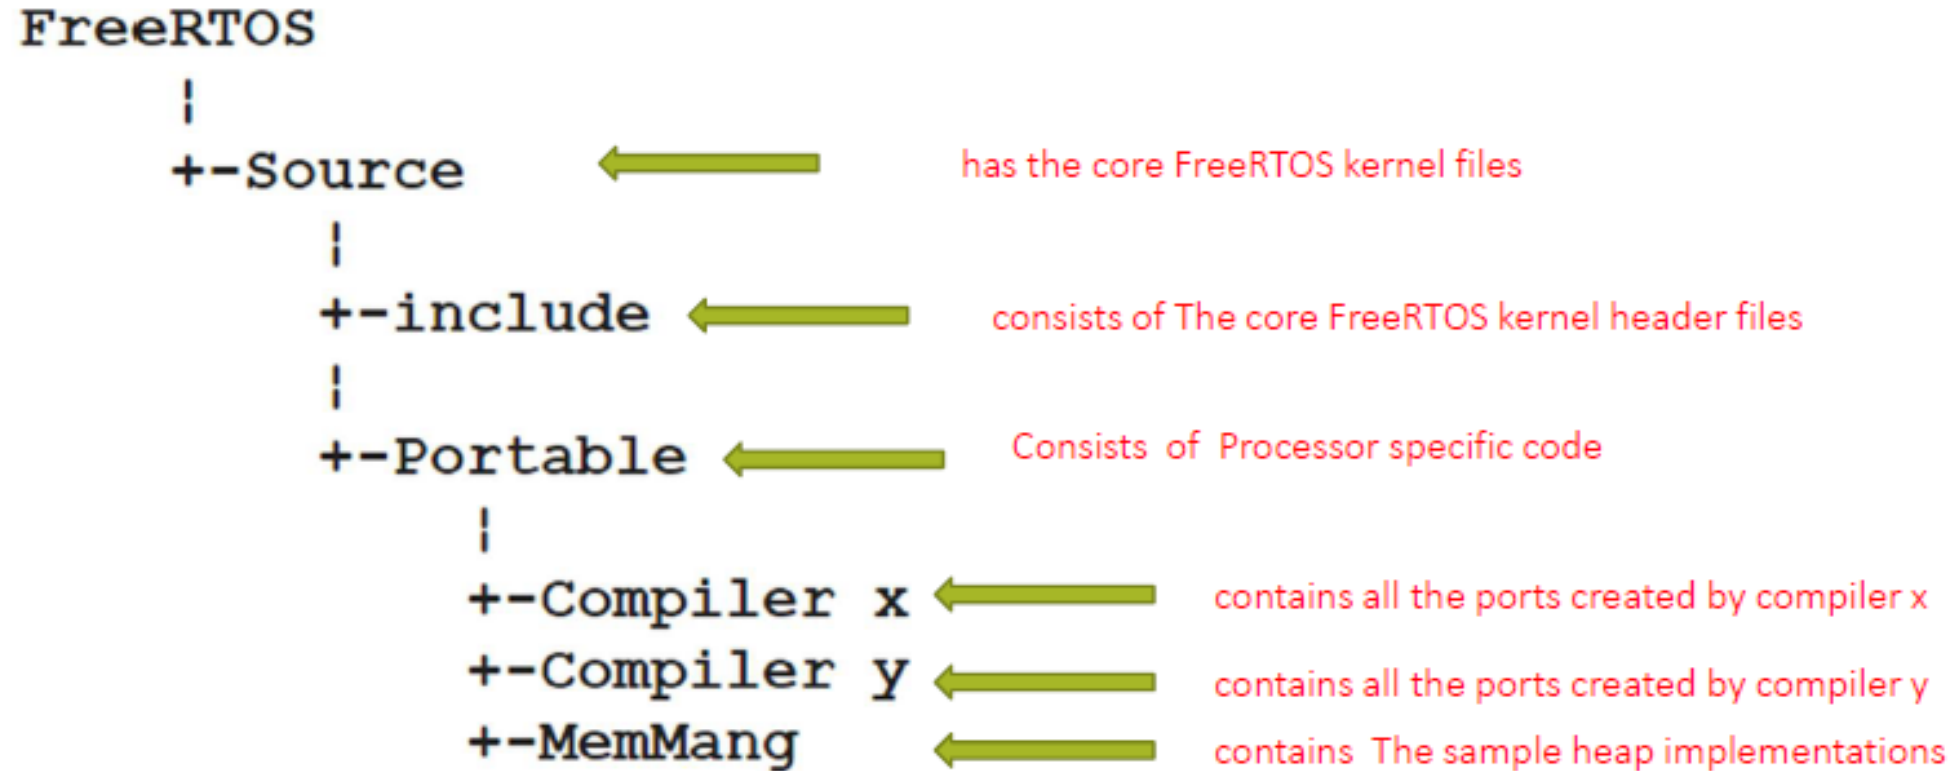 FreeRTOS
¦
+-Source has the core FreeRTOS kernel files
¦
+-include consists of The core FreeRTOS kernel header files
¦
+-Portable Consists of Processor specific code
¦
+-Compiler x contains all the ports created by compiler x
+-Compiler y contains all the ports created by compiler y
+-MemMang contains The sample heap implementations